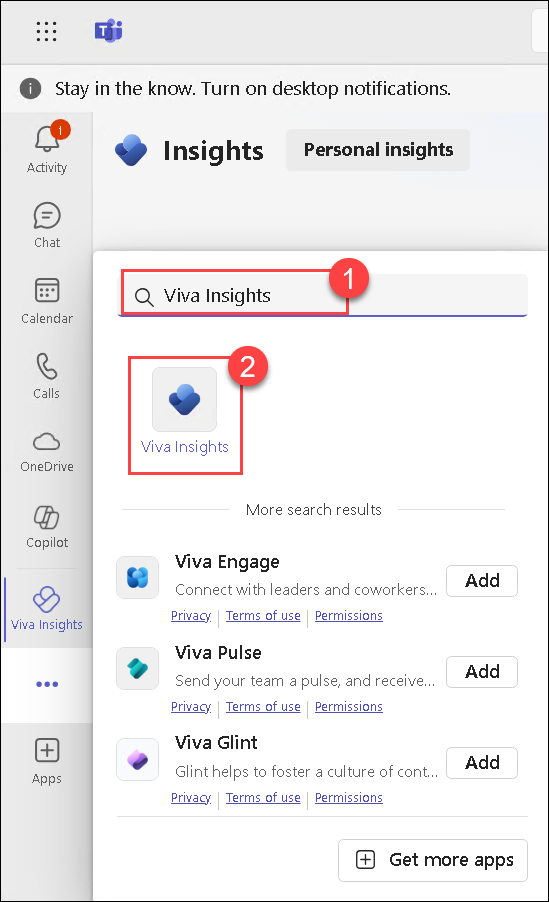 Stay in the know. Turn on desktop notifications.
1
Activity
Chat
Calendar
Calls
OneDrive
Copilot
Viva Insights
Apps
Insights
Personal insights
Viva Insights
1
2
Viva Insights
More search results
Viva Engage
Connect with leaders and coworkers...
Add
Privacy | Terms of use | Permissions
Viva Pulse
Send your team a pulse, and receive...
Add
Privacy | Terms of use | Permissions
Viva Glint
Glint helps to foster a culture of cont...
Add
Privacy | Terms of use | Permissions
Get more apps